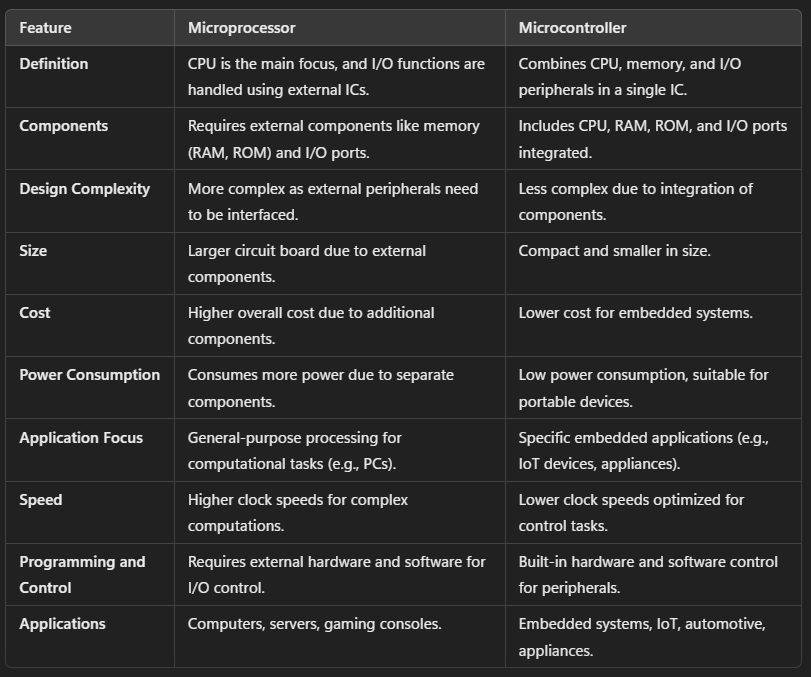 Feature Microprocessor Microcontroller
Definition CPU is the main focus, and I/O functions are Combines CPU, memory, and I/O
handled using external ICs. peripherals in a single IC.
Components Requires external components like memory Includes CPU, RAM, ROM, and I/O ports
(RAM, ROM) and I/O ports. integrated.
Design Complexity More complex as external peripherals need Less complex due to integration of
to be interfaced. components.
Size Larger circuit board due to external Compact and smaller in size.
components.
Cost Higher overall cost due to additional Lower cost for embedded systems.
components.
Power Consumption Consumes more power due to separate Low power consumption, suitable for
components. portable devices.
Application Focus General-purpose processing for Specific embedded applications (e.g.,
computational tasks (e.g., PCs). IoT devices, appliances).
Speed Higher clock speeds for complex Lower clock speeds optimized for
computations. control tasks.
Programming and Requires external hardware and software for Built-in hardware and software control
Control I/O control. for peripherals.
Applications Computers, servers, gaming consoles. Embedded systems, IoT, automotive,
appliances.